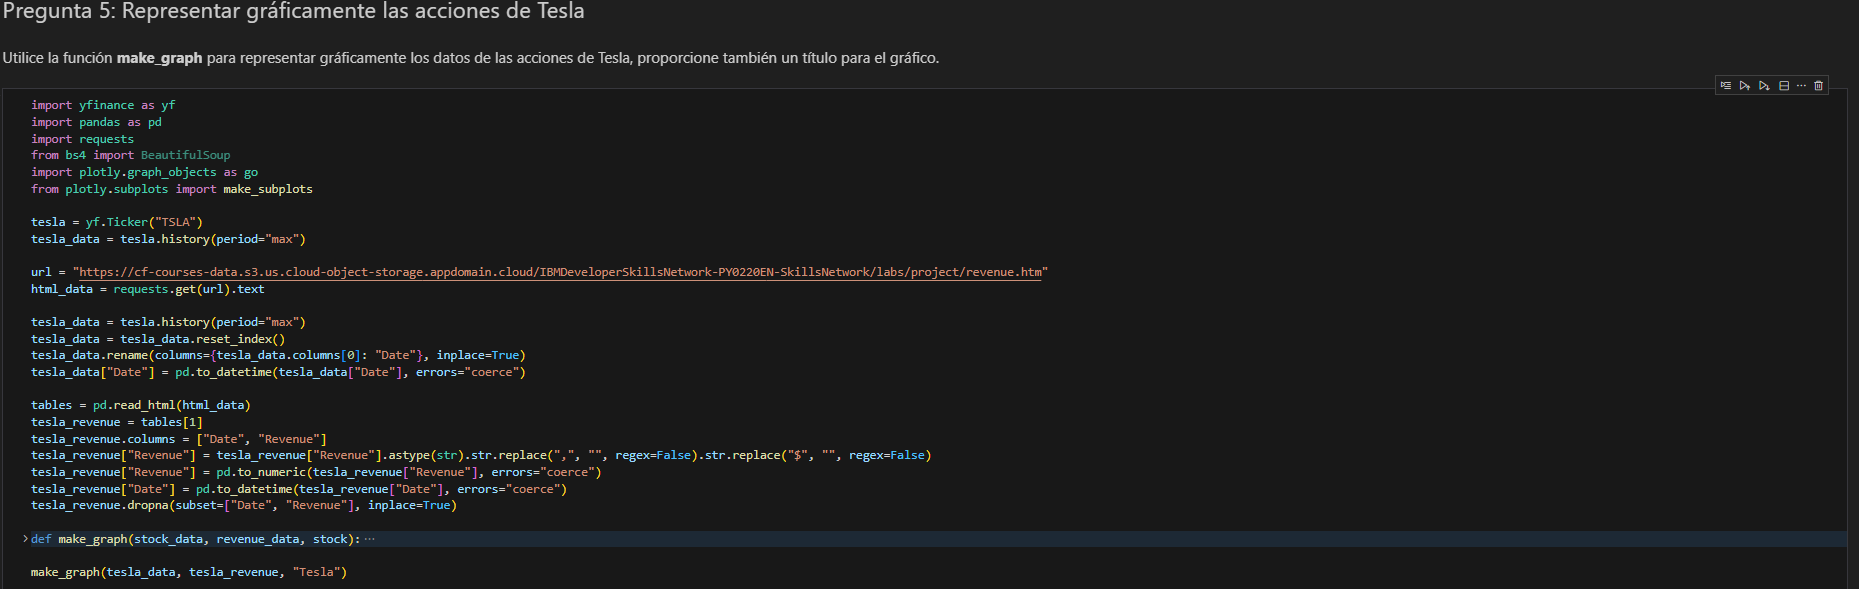 Pregunta 5: Representar gráficamente las acciones de Tesla
Utilice la función make_graph para representar gráficamente los datos de las acciones de Tesla, proporcione también un título para el gráfico.
import yfinance as yf
import pandas as pd
import requests
from bs4 import BeautifulSoup
import plotly.graph_objects as go
from plotly.subplots import make_subplots
tesla = yf.Ticker("TSLA")
tesla_data = tesla.history(period="max")
url = "https://cf-courses-data.s3.us.cloud-object-storage.appdomain.cloud/IBMDeveloperSkillsNetwork-PY0220EN-SkillsNetwork/labs/project/revenue.htm"
html_data = requests.get(url).text
tesla_data = tesla.history(period="max")
tesla_data = tesla_data.reset_index()
tesla_data.rename(columns={tesla_data.columns[0]: "Date"}, inplace=True)
tesla_data["Date"] = pd.to_datetime(tesla_data["Date"], errors="coerce")
tables = pd.read_html(html_data)
tesla_revenue = tables[1]
tesla_revenue.columns = ["Date", "Revenue"]
tesla_revenue["Revenue"] = tesla_revenue["Revenue"].astype(str).str.replace(",", "", regex=False).str.replace("$", "", regex=False)
tesla_revenue["Revenue"] = pd.to_numeric(tesla_revenue["Revenue"], errors="coerce")
tesla_revenue["Date"] = pd.to_datetime(tesla_revenue["Date"], errors="coerce")
tesla_revenue.dropna(subset=["Date", "Revenue"], inplace=True)
def make_graph(stock_data, revenue_data, stock): ···
make_graph(tesla_data, tesla_revenue, "Tesla")